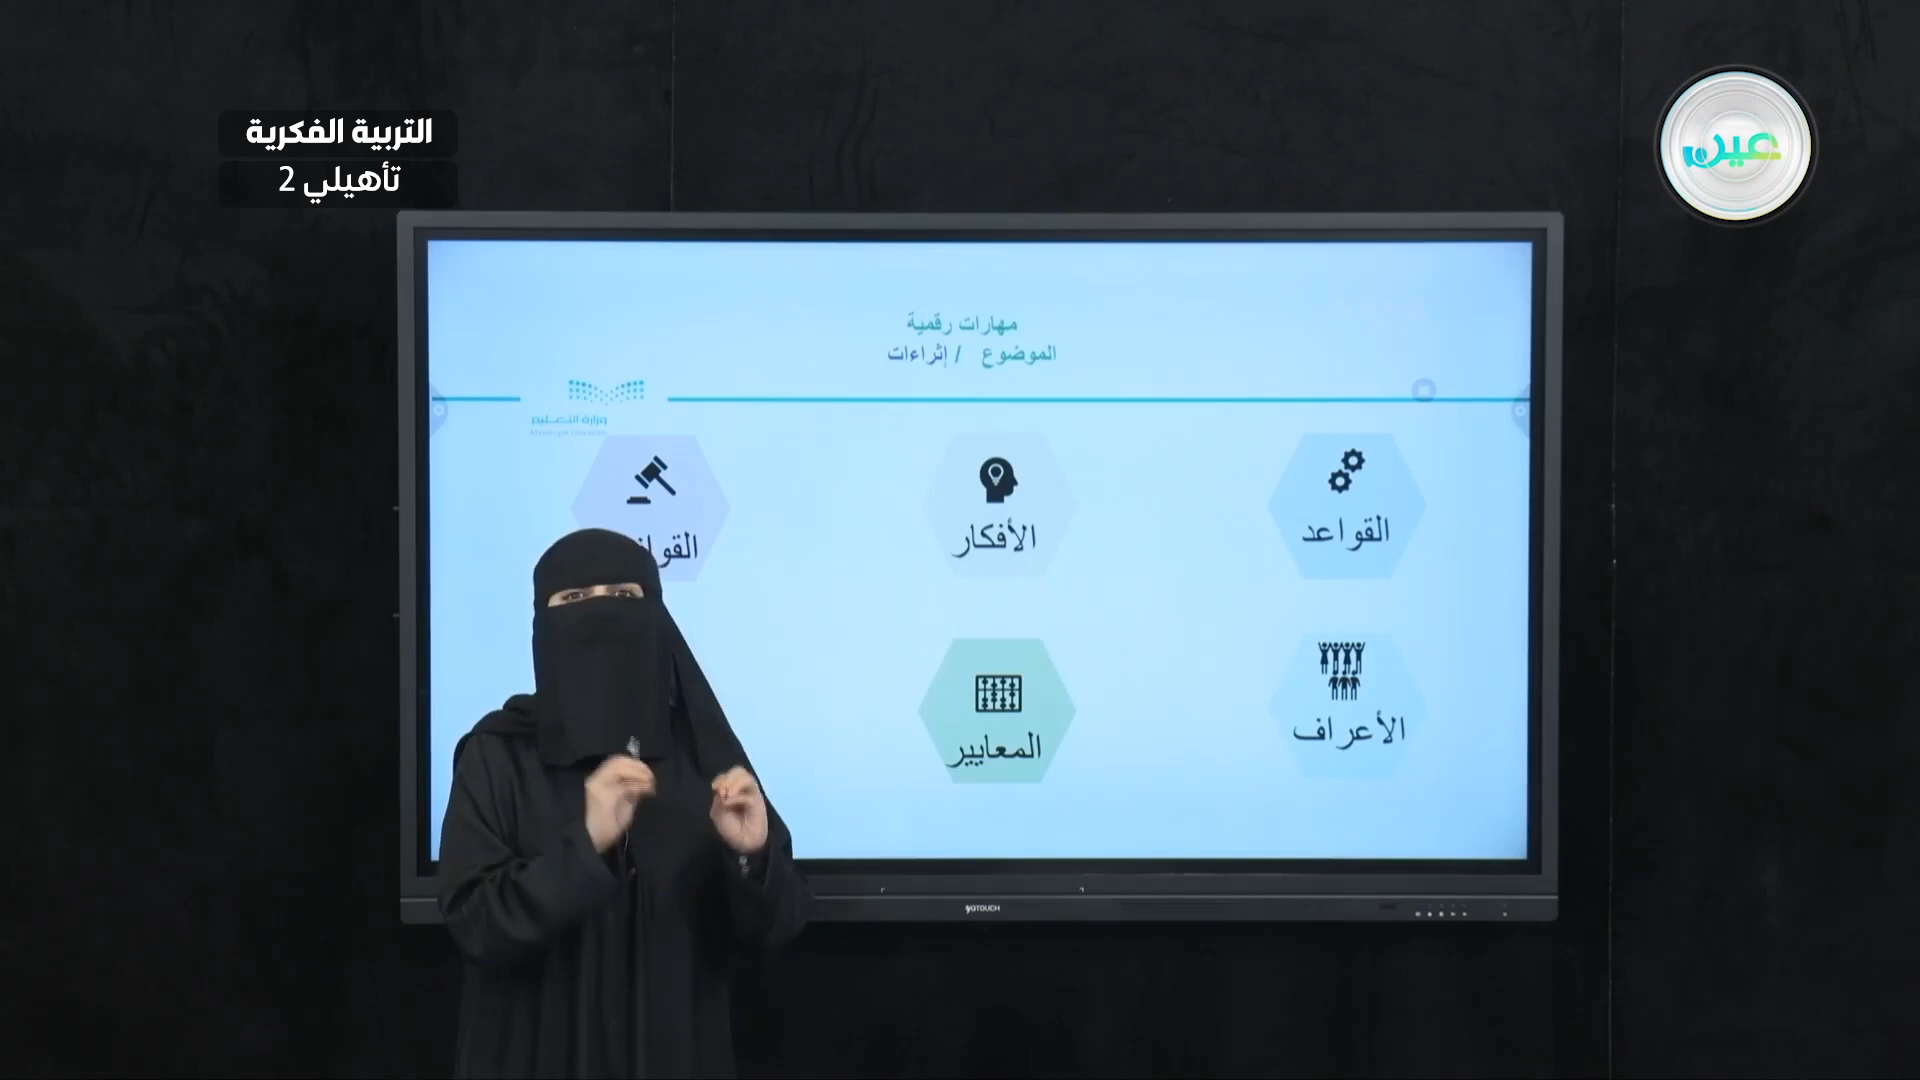 التربية الفكرية
تأهيلي 2
عين
مهارات رقمية
الموضوع / إثراءات
وزارة التعليم
القواعد
الأفكار
الأعراف
المعايير